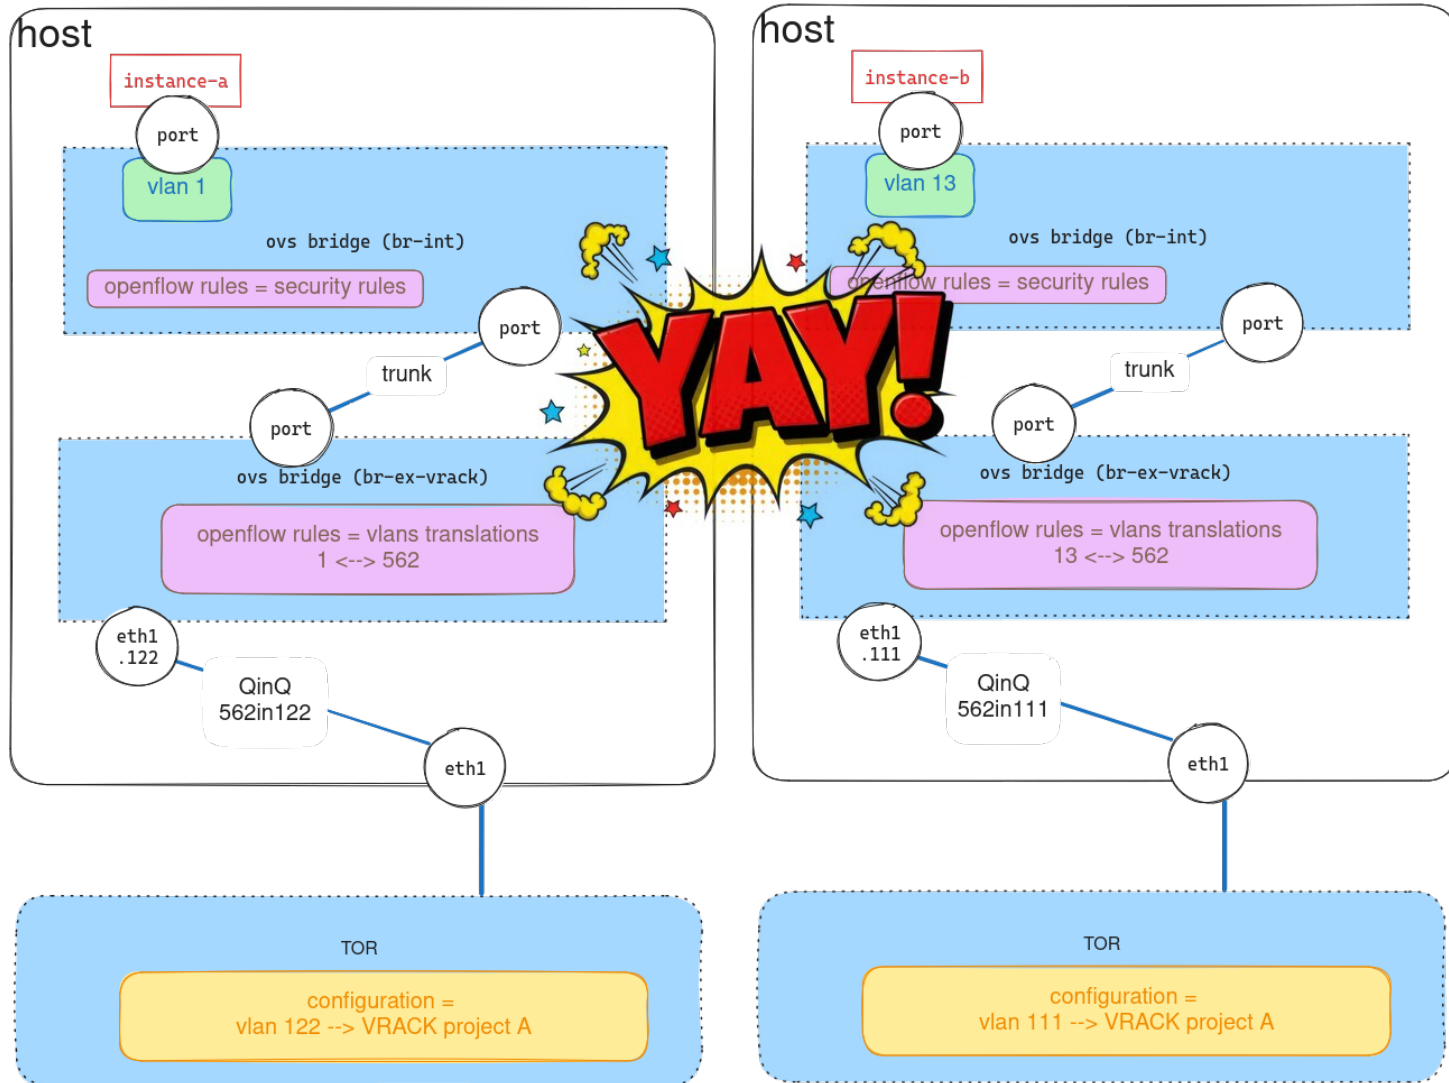 host
instance-a
port
vlan 1
ovs bridge (br-int)
openflow rules = security rules
port
trunk
port
ovs bridge (br-ex-vrack)
openflow rules = vlans translations
1 <--> 562
eth1
.122
QinQ
562in122
eth1
TOR
configuration =
vlan 122 --> VRACK project A
YAY!
host
instance-b
port
vlan 13
ovs bridge (br-int)
openflow rules = security rules
port
trunk
port
ovs bridge (br-ex-vrack)
openflow rules = vlans translations
13 <--> 562
eth1
.111
QinQ
562in111
eth1
TOR
configuration =
vlan 111 --> VRACK project A